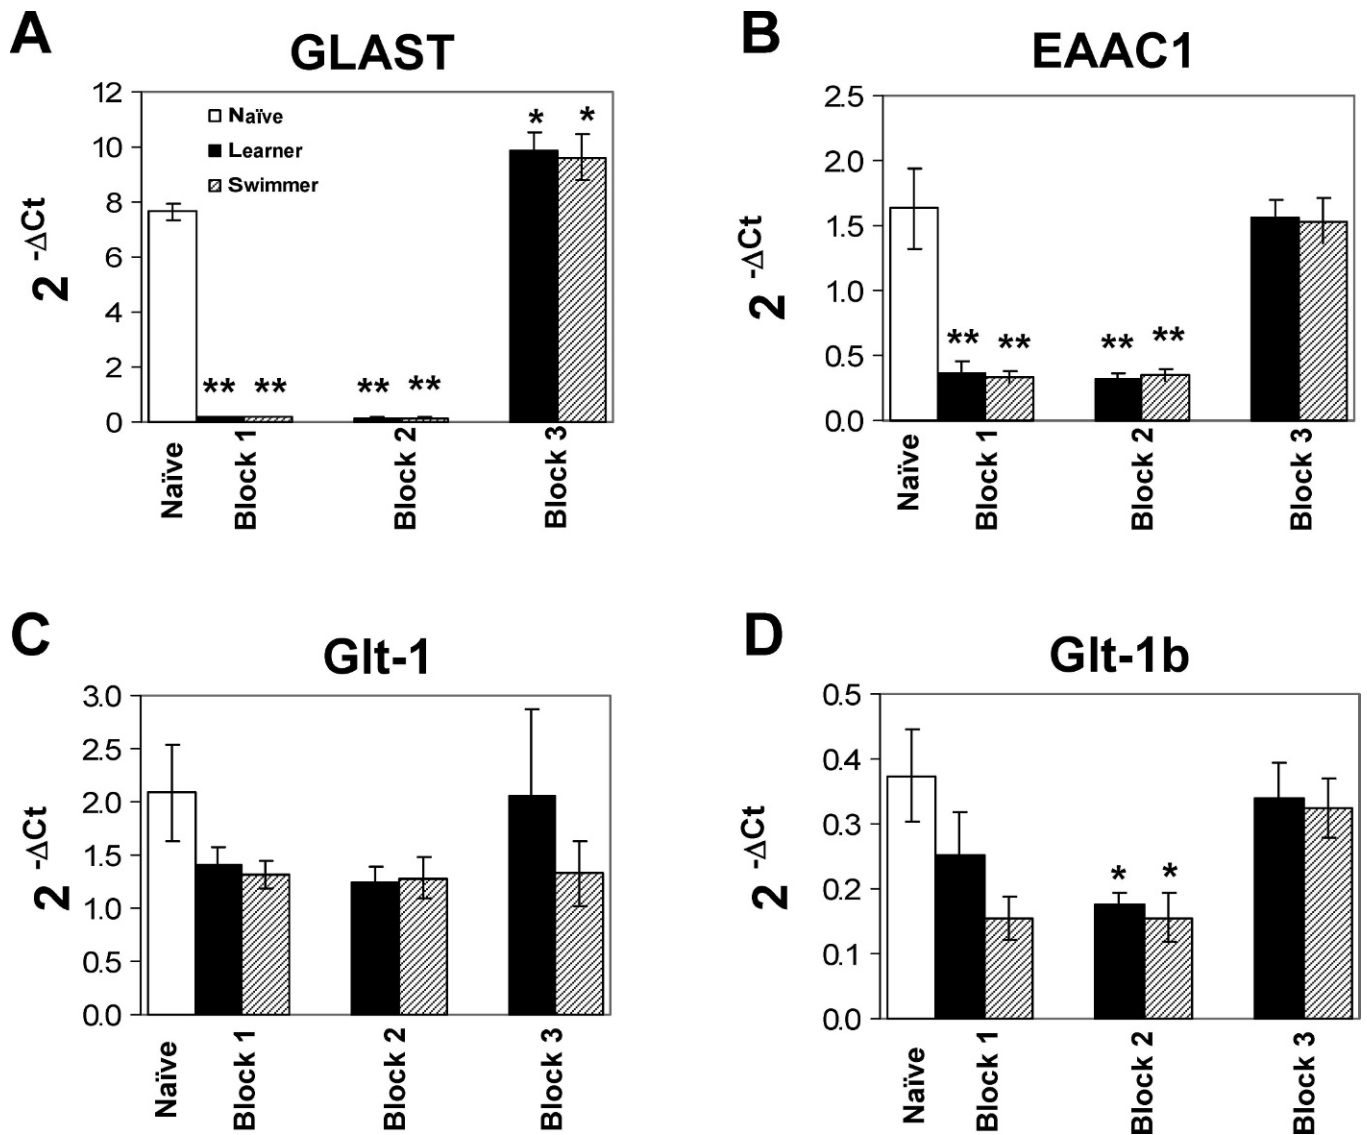 A
GLAST
12
10
8
6
4
2
0
2 -ΔCt
Naïve
Learner
Swimmer
* *
** ** ** **
Naïve
Block 1
Block 2
Block 3
B
EAAC1
2.5
2.0
1.5
1.0
0.5
0.0
2 -ΔCt
** ** ** **
Naïve
Block 1
Block 2
Block 3
C
Glt-1
3.0
2.5
2.0
1.5
1.0
0.5
0.0
2 -ΔCt
Naïve
Block 1
Block 2
Block 3
D
Glt-1b
0.5
0.4
0.3
0.2
0.1
0.0
2 -ΔCt
* *
Naïve
Block 1
Block 2
Block 3